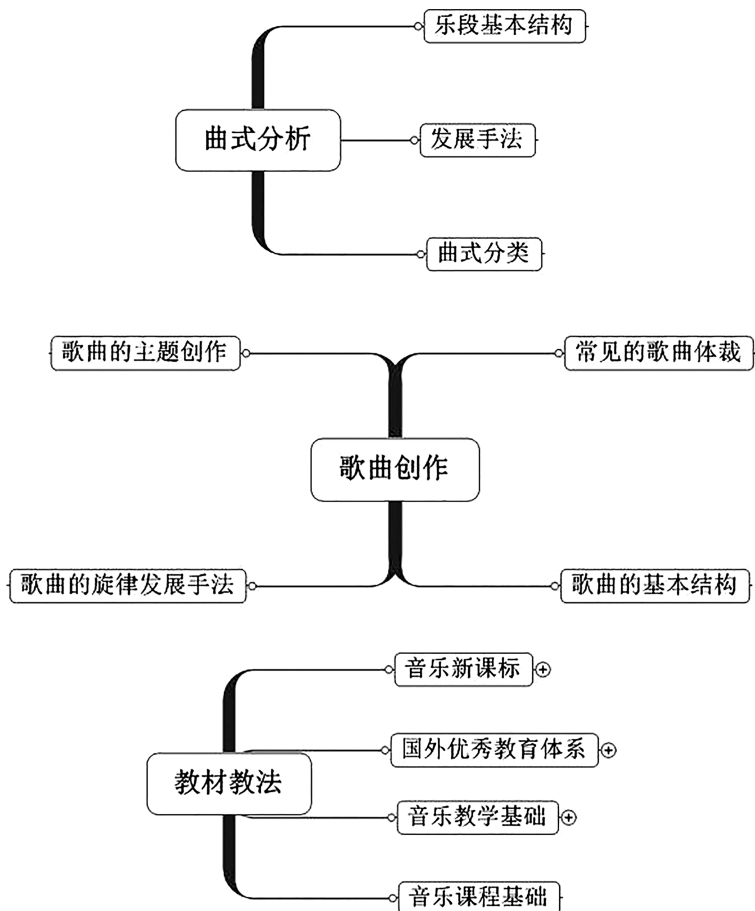 乐段基本结构
曲式分析
发展手法
曲式分类
歌曲的主题创作
常见的歌曲体裁
歌曲创作
歌曲的旋律发展手法
歌曲的基本结构
音乐新课标
国外优秀教育体系
教材教法
音乐教学基础
音乐课程基础